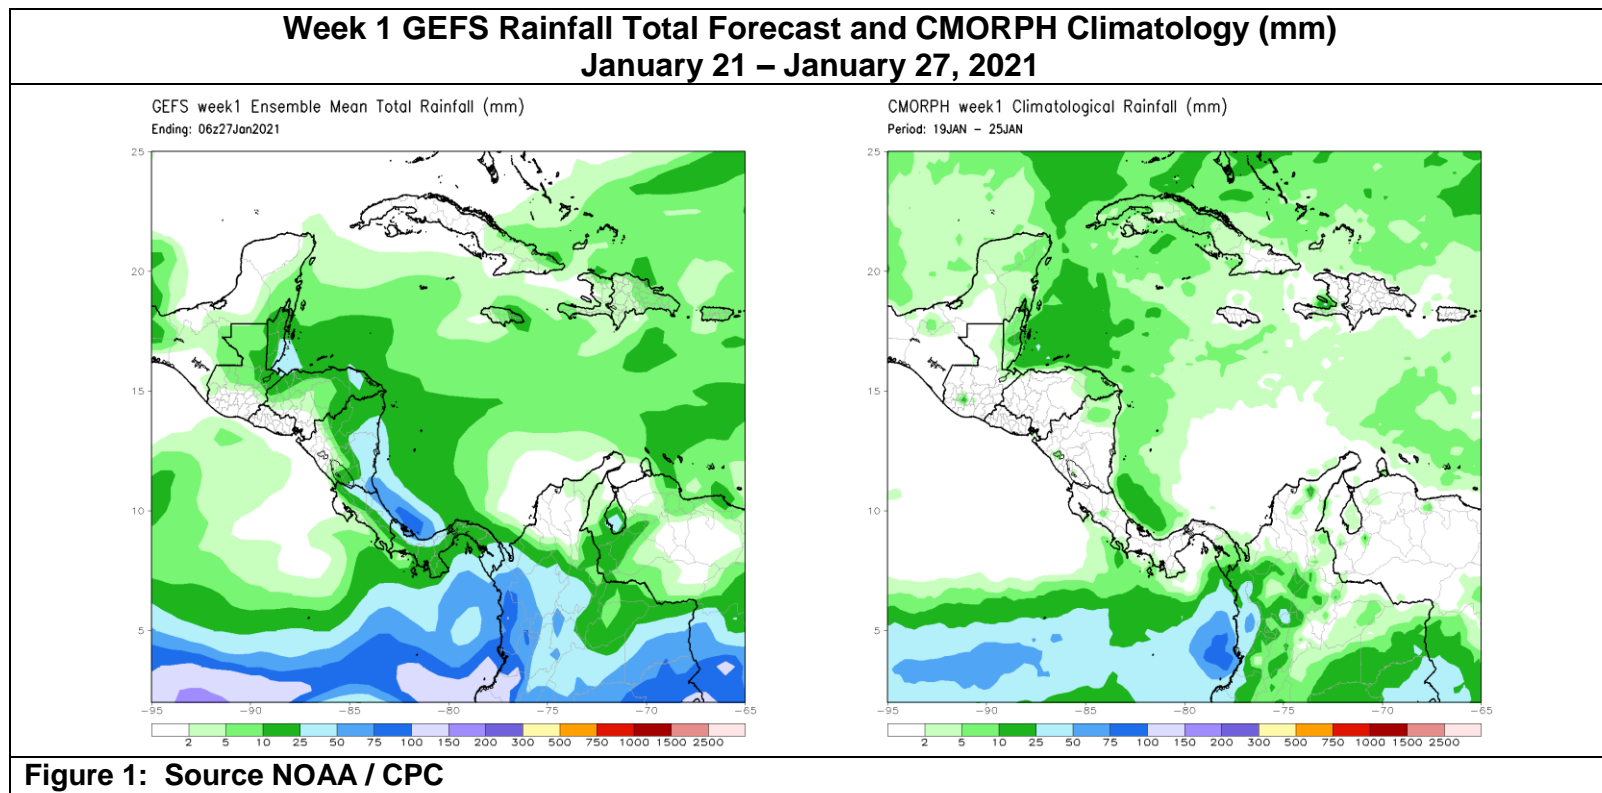 Week 1 GEFS Rainfall Total Forecast and CMORPH Climatology (mm)
January 21 – January 27, 2021
GEFS week1 Ensemble Mean Total Rainfall (mm)
Ending: 06z27Jan2021
25
20
15
10
5
-95 -90 -85 -80 -75 -70 -65
2 5 10 25 50 75 100 150 200 300 500 750 1000 1500 2500
CMORPH week1 Climatological Rainfall (mm)
Period: 19JAN – 25JAN
25
20
15
10
5
-95 -90 -85 -80 -75 -70 -65
2 5 10 25 50 75 100 150 200 300 500 750 1000 1500 2500
Figure 1: Source NOAA / CPC